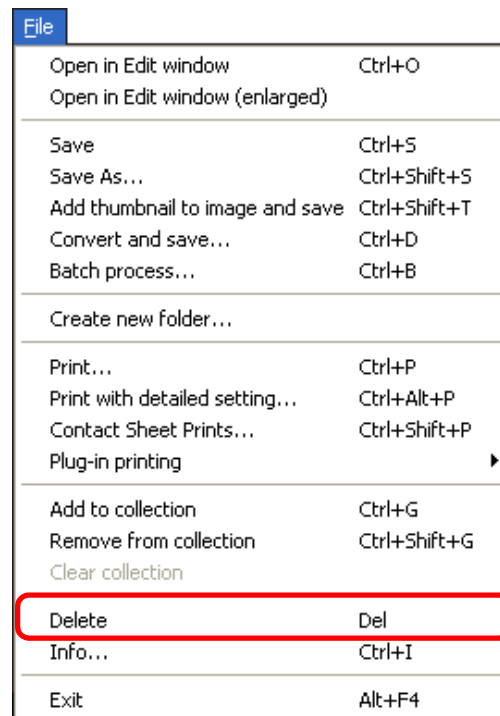 File
Open in Edit window Ctrl+O
Open in Edit window (enlarged)
Save Ctrl+S
Save As... Ctrl+Shift+S
Add thumbnail to image and save Ctrl+Shift+T
Convert and save... Ctrl+D
Batch process... Ctrl+B
Create new folder...
Print... Ctrl+P
Print with detailed setting... Ctrl+Alt+P
Contact Sheet Prints... Ctrl+Shift+P
Plug-in printing
Add to collection Ctrl+G
Remove from collection Ctrl+Shift+G
Clear collection
Delete Del
Info... Ctrl+I
Exit Alt+F4